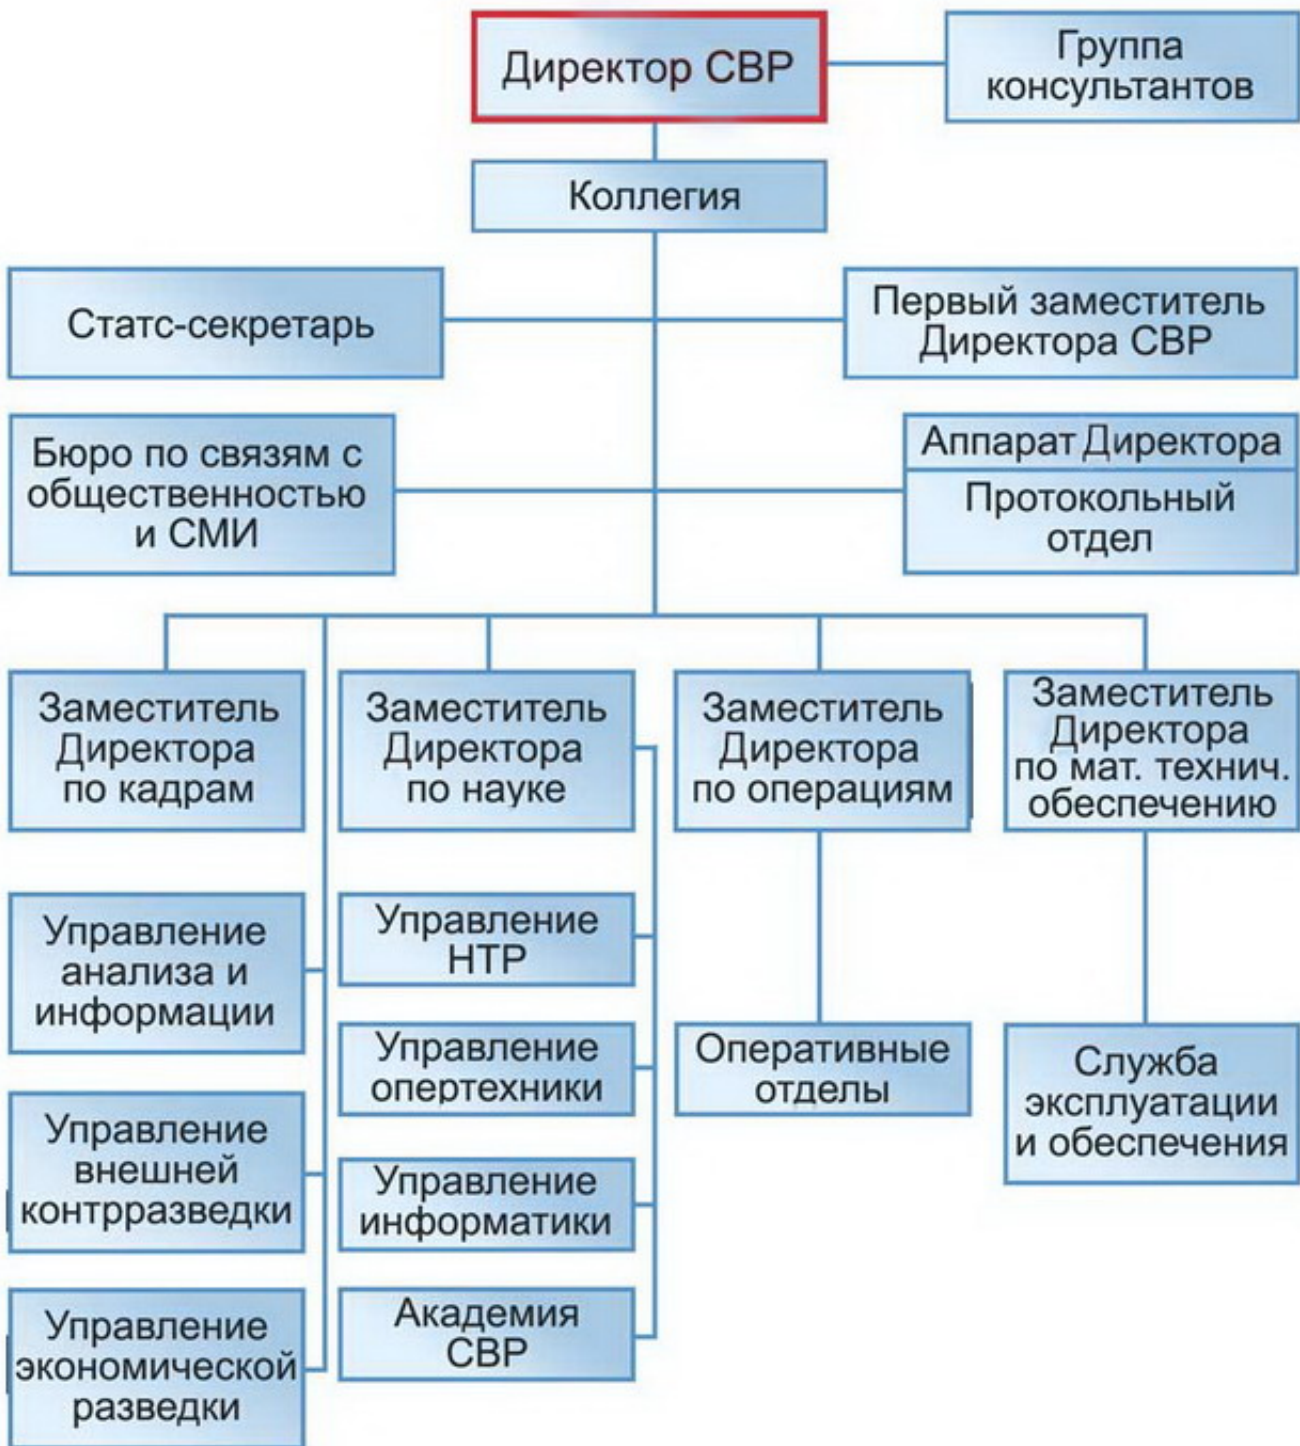 Директор СВР
Группа
консультантов
Коллегия
Статс-секретарь
Первый заместитель
Директора СВР
Бюро по связям с
общественностью
и СМИ
Аппарат Директора
Протокольный
отдел
Заместитель
Директора
по кадрам
Заместитель
Директора
по науке
Заместитель
Директора
по операциям
Заместитель
Директора
по мат. технич.
обеспечению
Управление
анализа и
информации
Управление
внешней
контрразведки
Управление
экономической
разведки
Управление
НТР
Управление
опертехники
Управление
информатики
Академия
СВР
Оперативные
отделы
Служба
эксплуатации
и обеспечения